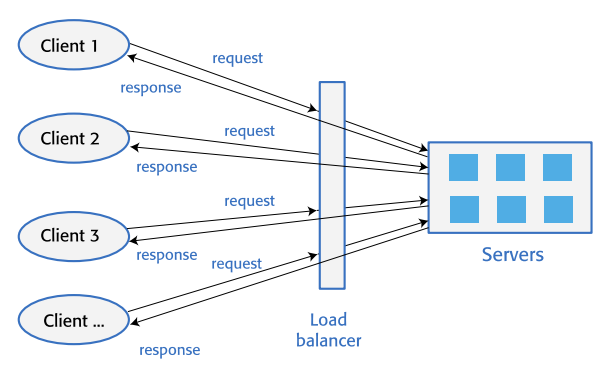 Client 1
request
response
Client 2
request
response
request
Client 3
response
request
Servers
Client ...
Load
balancer
response